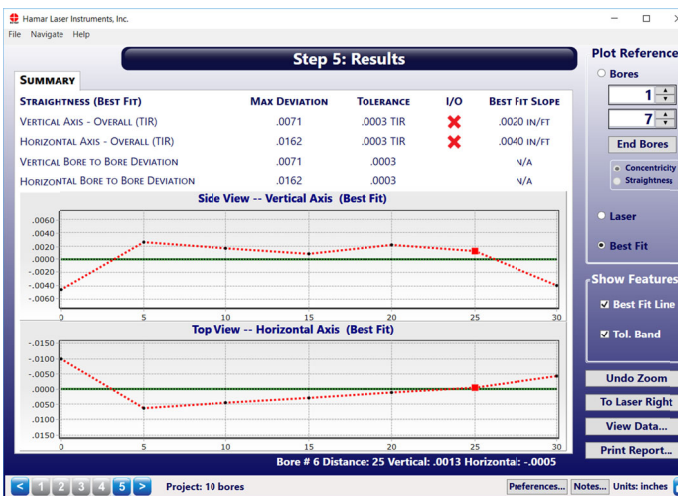 Hamar Laser Instruments, Inc.
File Navigate Help
Step 5: Results
SUMMARY
STRAIGHTNESS (BEST FIT) MAX DEVIATION TOLERANCE I/O BEST FIT SLOPE
VERTICAL AXIS - OVERALL (TIR) .0071 .0003 TIR .0020 IN/FT
HORIZONTAL AXIS - OVERALL (TIR) .0162 .0003 TIR .0040 IN/FT
VERTICAL BORE TO BORE DEVIATION .0071 .0003 N/A
HORIZONTAL BORE TO BORE DEVIATION .0162 .0003 N/A
Side View -- Vertical Axis (Best Fit)
.0060
.0040
.0020
.0000
-.0020
-.0040
-.0060
0 5 10 15 20 25 30
Top View -- Horizontal Axis (Best Fit)
-.0150
-.0100
-.0050
.0000
.0050
.0100
.0150
0 5 10 15 20 25 30
Bore # 6 Distance: 25 Vertical: .0013 Horizontal: -.0005
Plot Reference
Bores
1
7
End Bores
Concentricity
Straightness
Laser
Best Fit
Show Features
Best Fit Line
Tol. Band
Undo Zoom
To Laser Right
View Data...
Print Report...
< 1 2 3 4 5 > Project: 10 bores Preferences... Notes... Units: inches